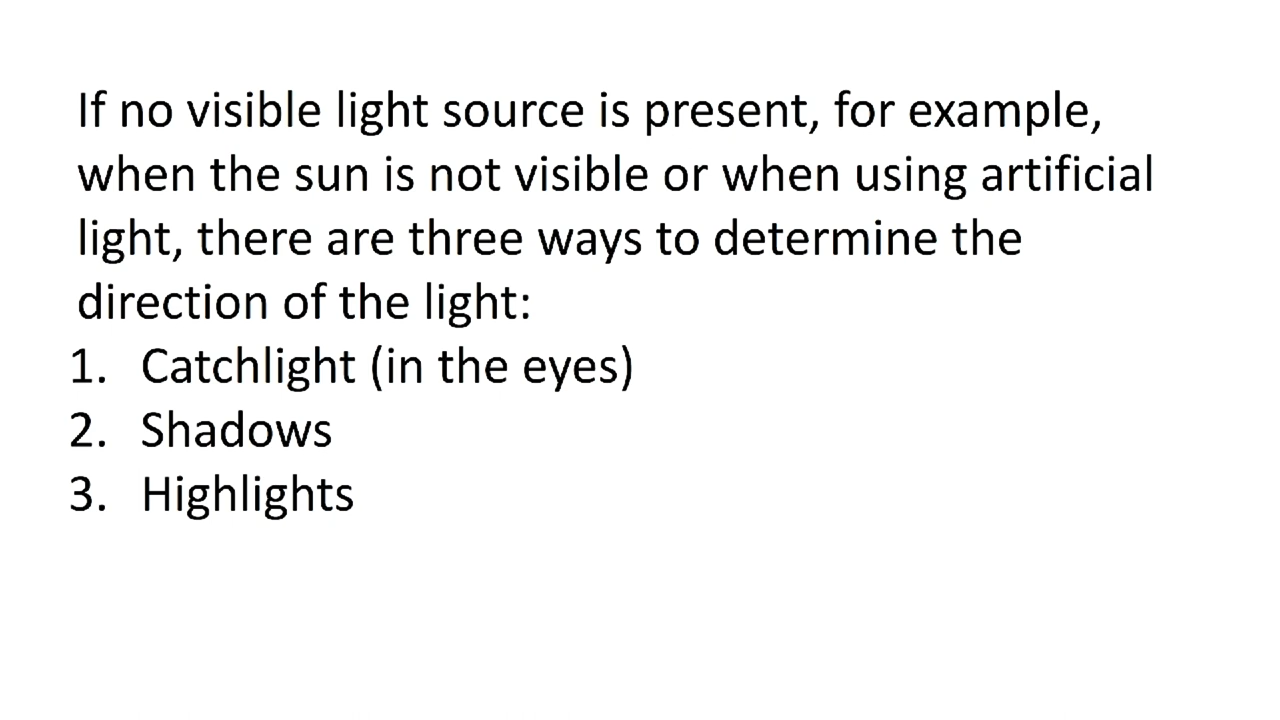 If no visible light source is present, for example,
when the sun is not visible or when using artificial
light, there are three ways to determine the
direction of the light:
1. Catchlight (in the eyes)
2. Shadows
3. Highlights